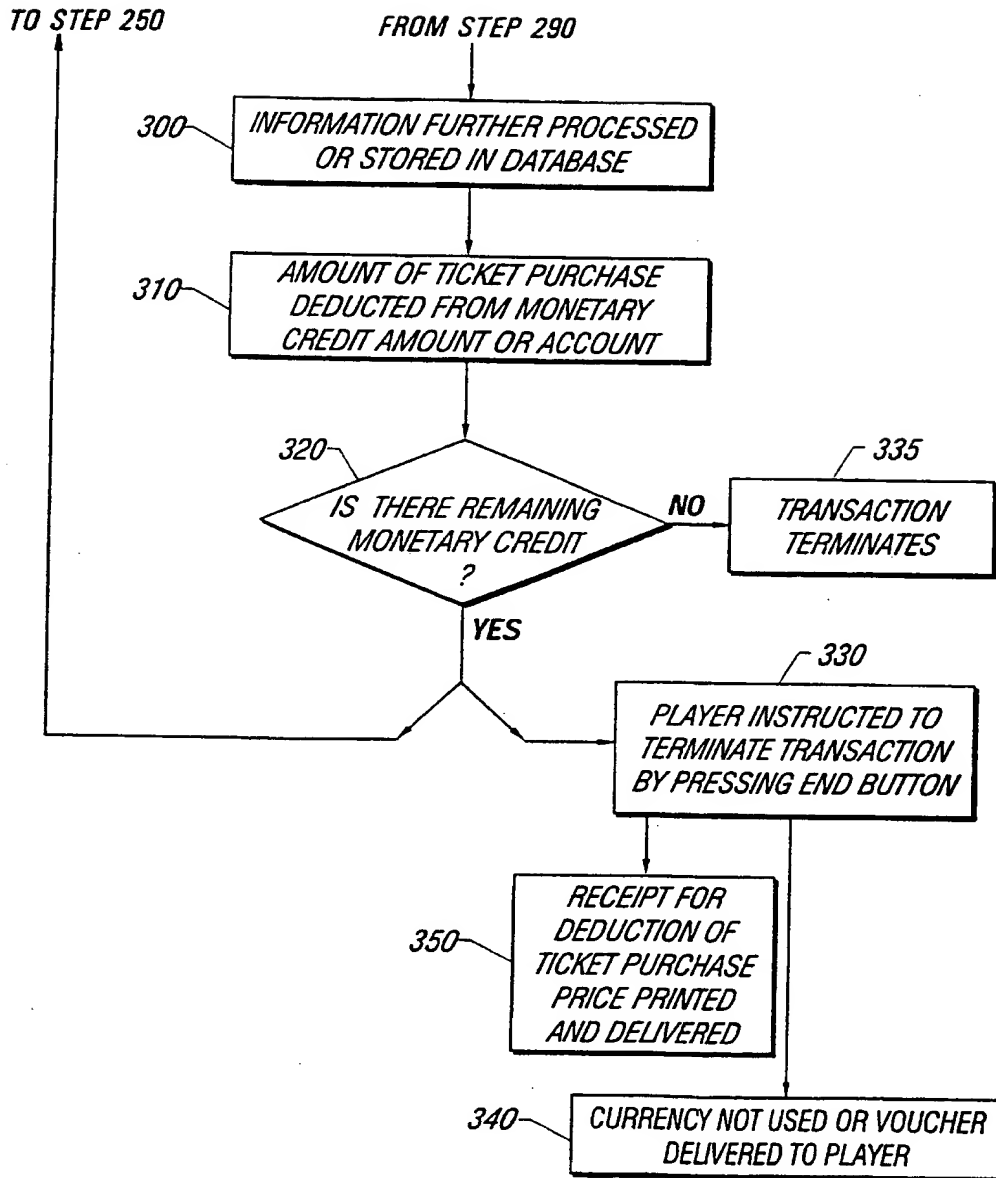 TO STEP 250
FROM STEP 290
300
INFORMATION FURTHER PROCESSED
OR STORED IN DATABASE
310
AMOUNT OF TICKET PURCHASE
DEDUCTED FROM MONETARY
CREDIT AMOUNT OR ACCOUNT
320
IS THERE REMAINING
MONETARY CREDIT
?
NO
335
TRANSACTION
TERMINATES
YES
330
PLAYER INSTRUCTED TO
TERMINATE TRANSACTION
BY PRESSING END BUTTON
350
RECEIPT FOR
DEDUCTION OF
TICKET PURCHASE
PRICE PRINTED
AND DELIVERED
340
CURRENCY NOT USED OR VOUCHER
DELIVERED TO PLAYER